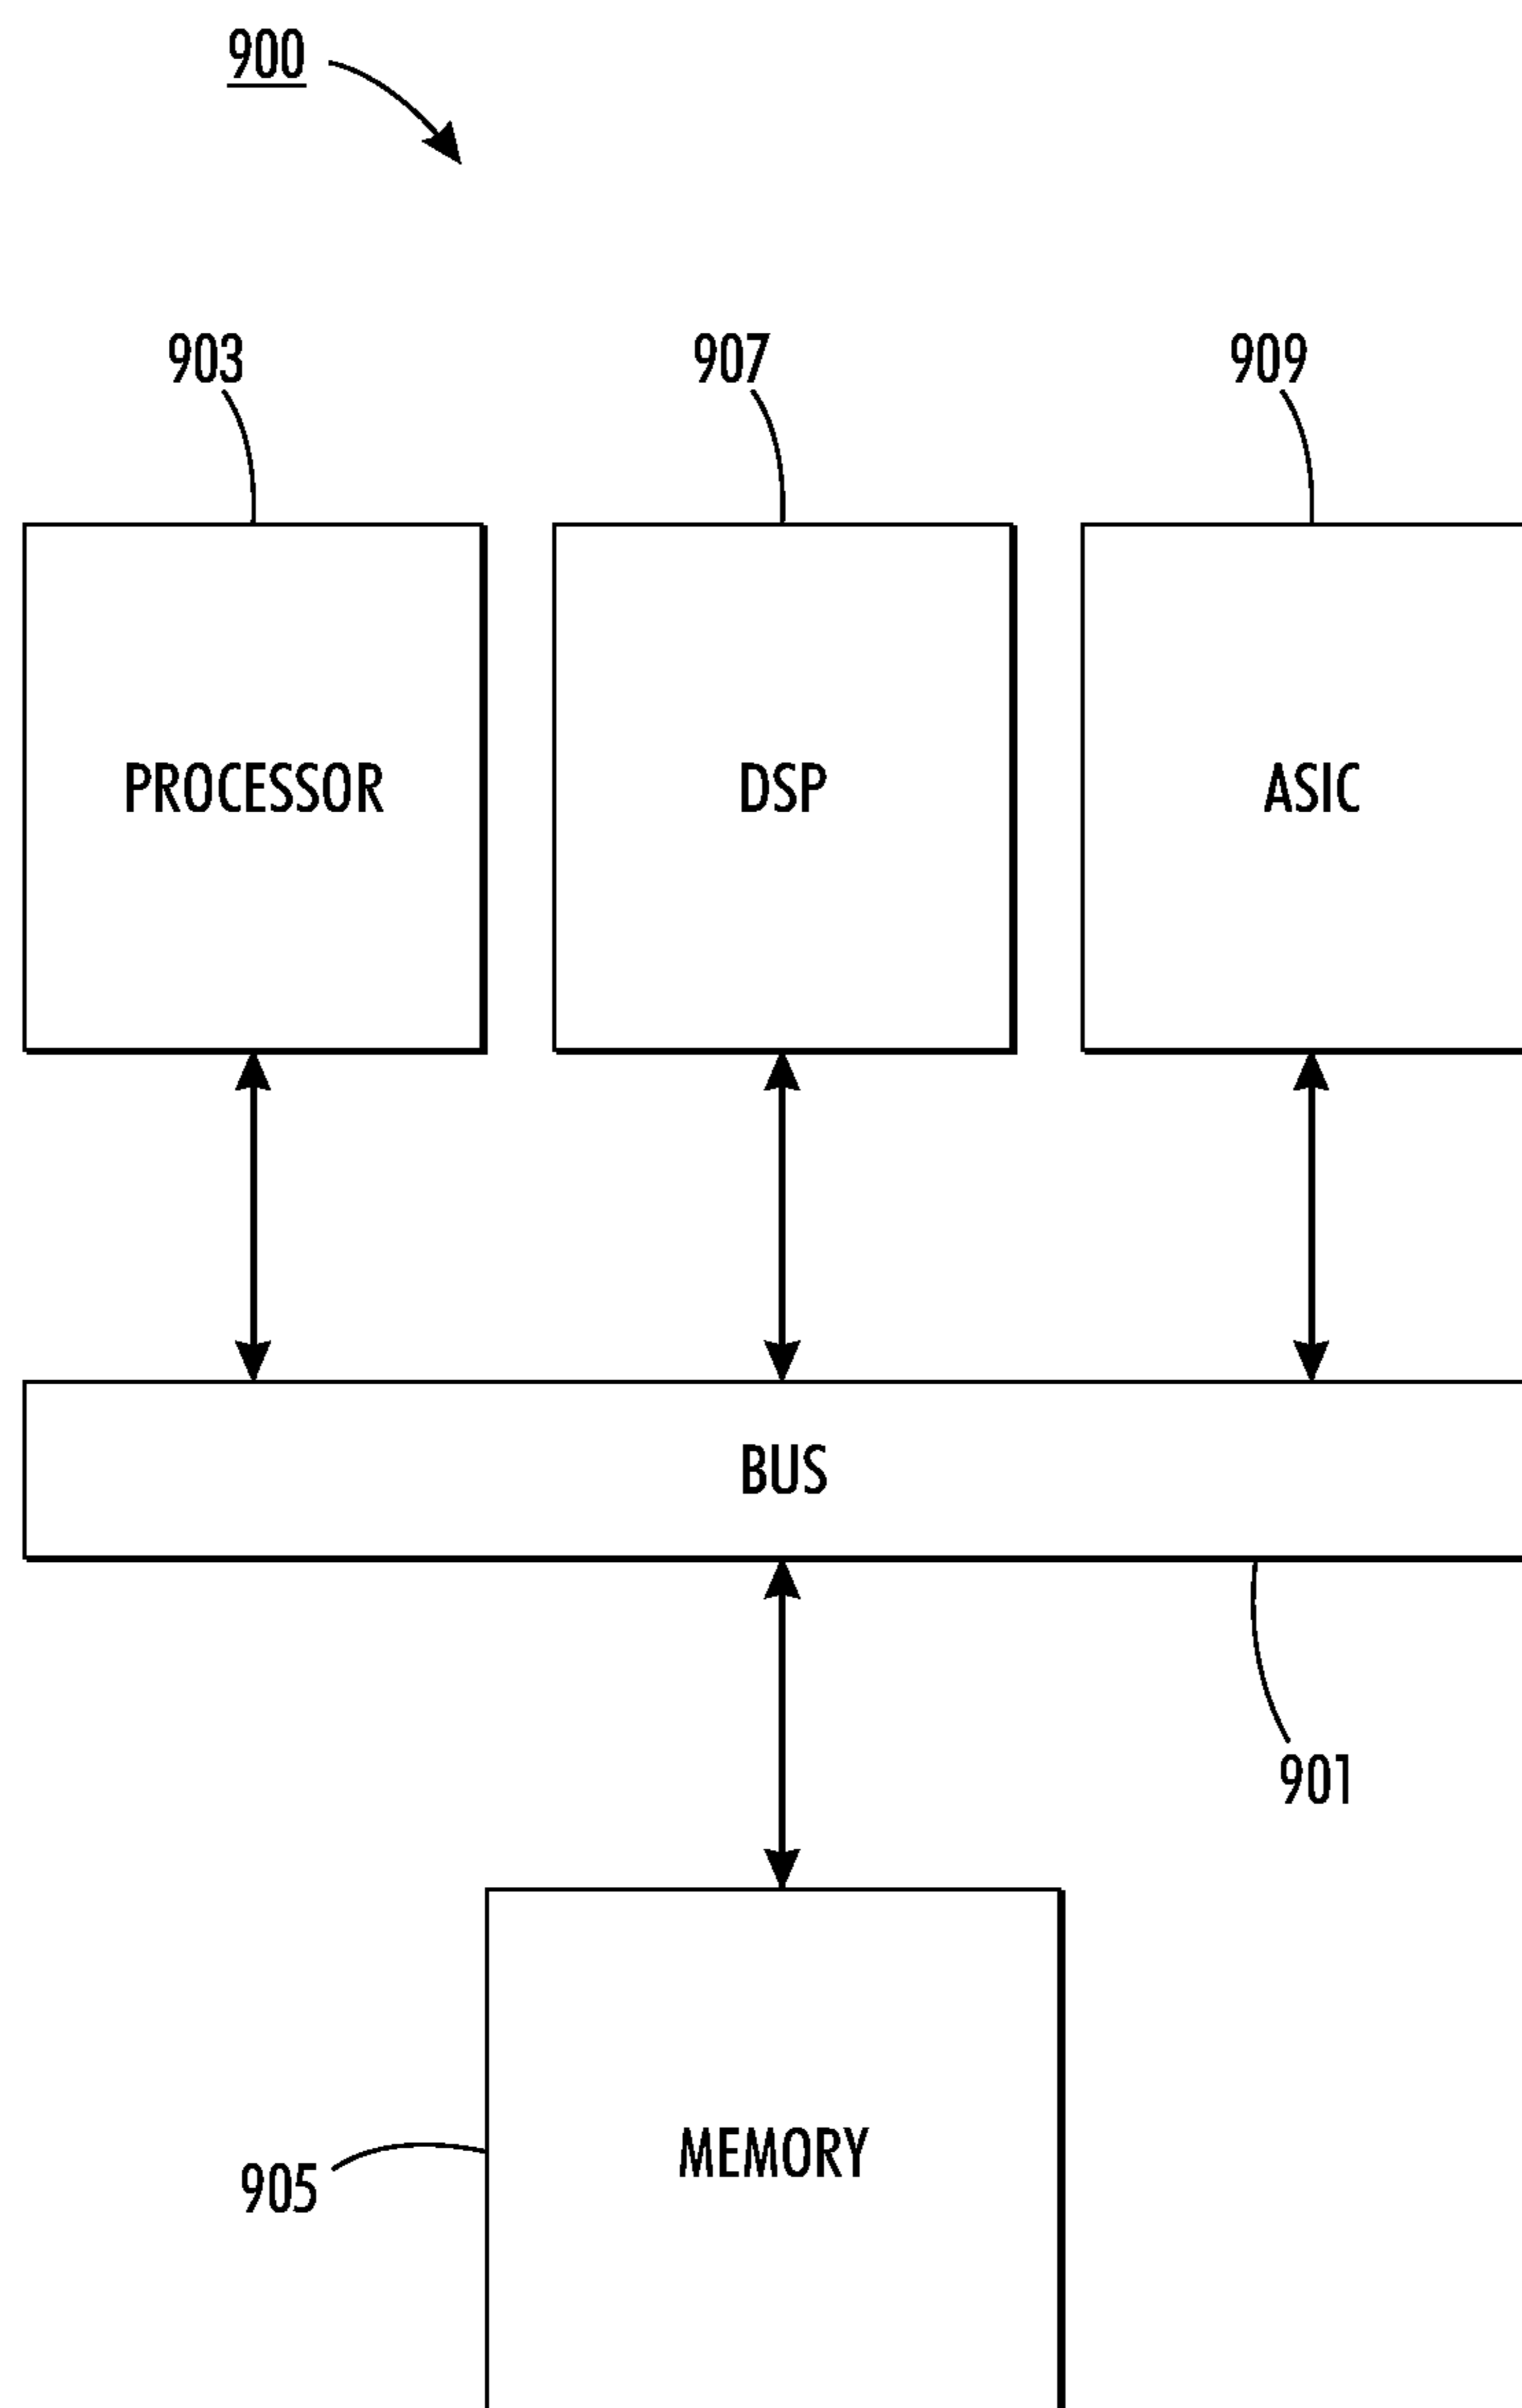 900
903
907
909
PROCESSOR
DSP
ASIC
BUS
901
MEMORY
905